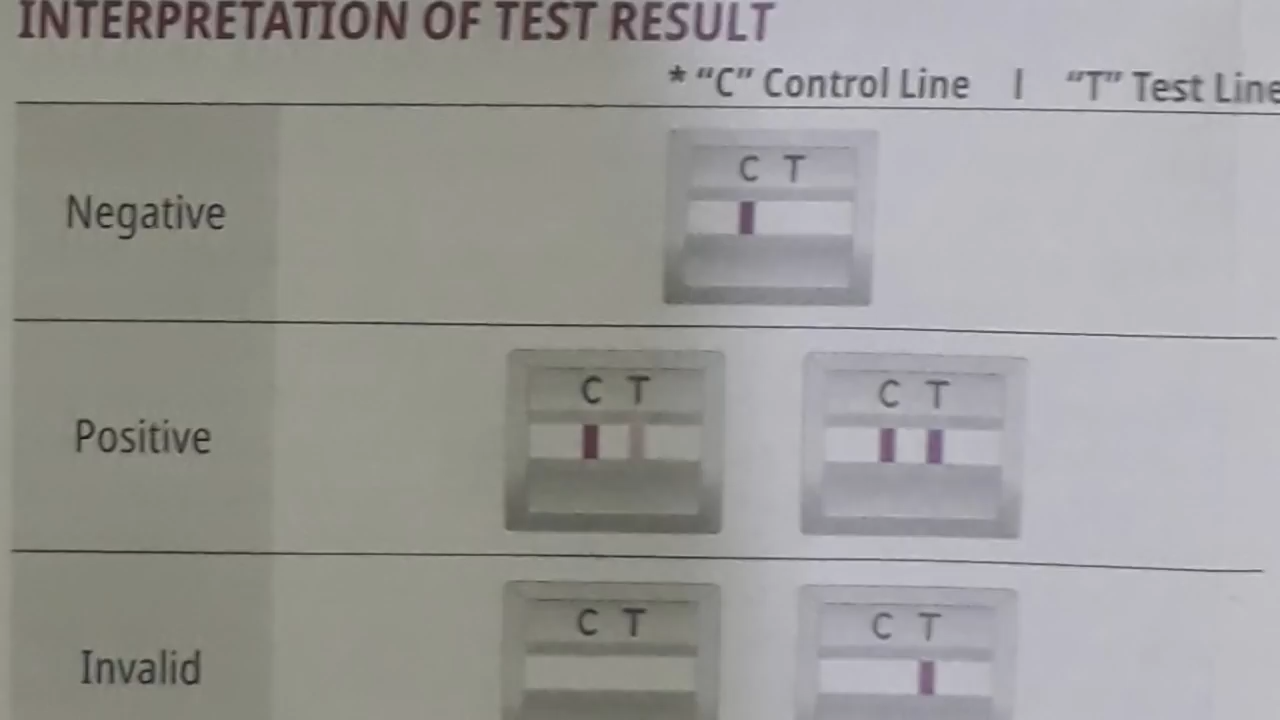 INTERPRETATION OF TEST RESULT
* “C” Control Line | “T” Test Line
C T
Negative
C T C T
Positive
C T C T
Invalid